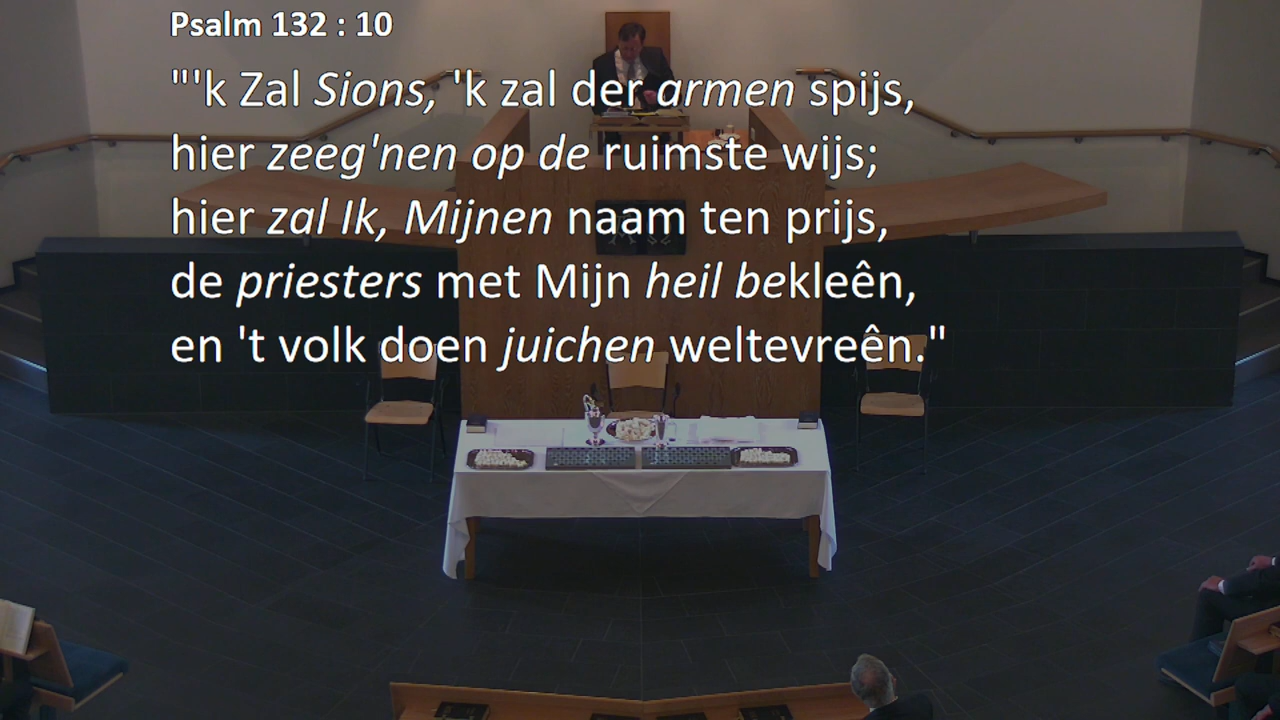 Psalm 132 : 10
"'k Zal Sions, 'k zal der armen spijs,
hier zeeg'nen op de ruimste wijs;
hier zal Ik, Mijnen naam ten prijs,
de priesters met Mijn heil bekleên,
en 't volk doen juichen weltevreên."